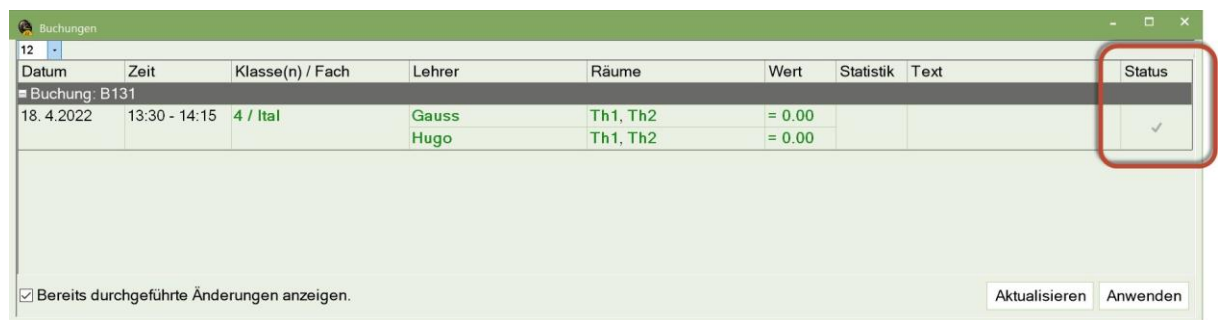 Buchungen
12
Datum Zeit Klasse(n) / Fach Lehrer Räume Wert Statistik Text Status
Buchung: B131
18. 4.2022 13:30 - 14:15 4 / Ital Gauss Th1, Th2 = 0.00
Hugo Th1, Th2 = 0.00
Bereits durchgeführte Änderungen anzeigen. Aktualisieren Anwenden